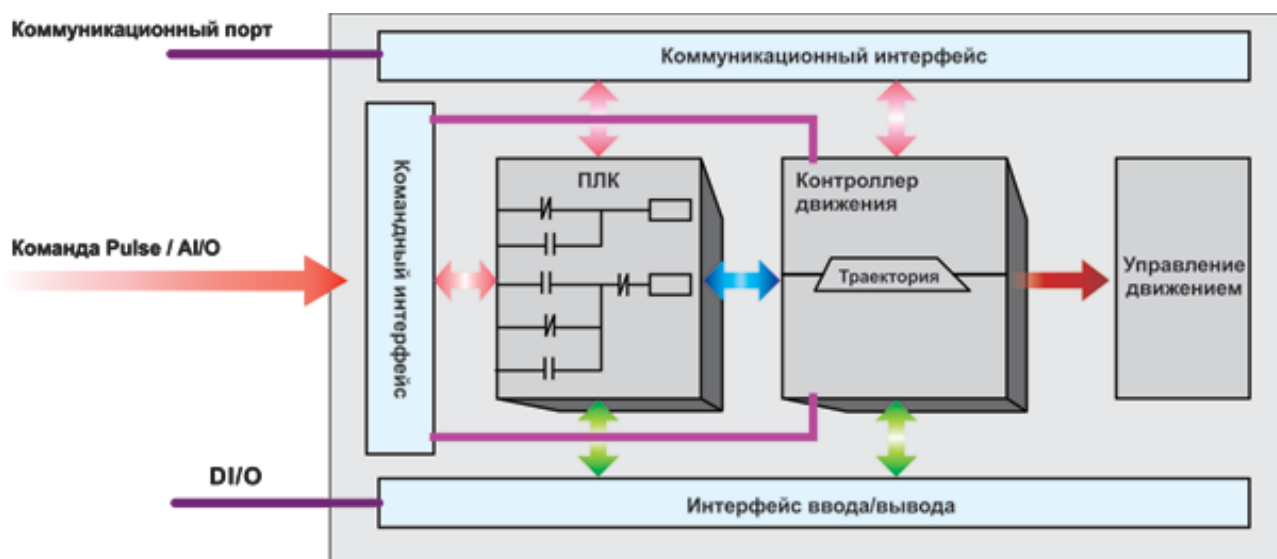 Коммуникационный порт
Коммуникационный интерфейс
Командный интерфейс
ПЛК
Контроллер
движения
Команда Pulse / AI/O
Траектория
Управление
движением
DI/O
Интерфейс ввода/вывода